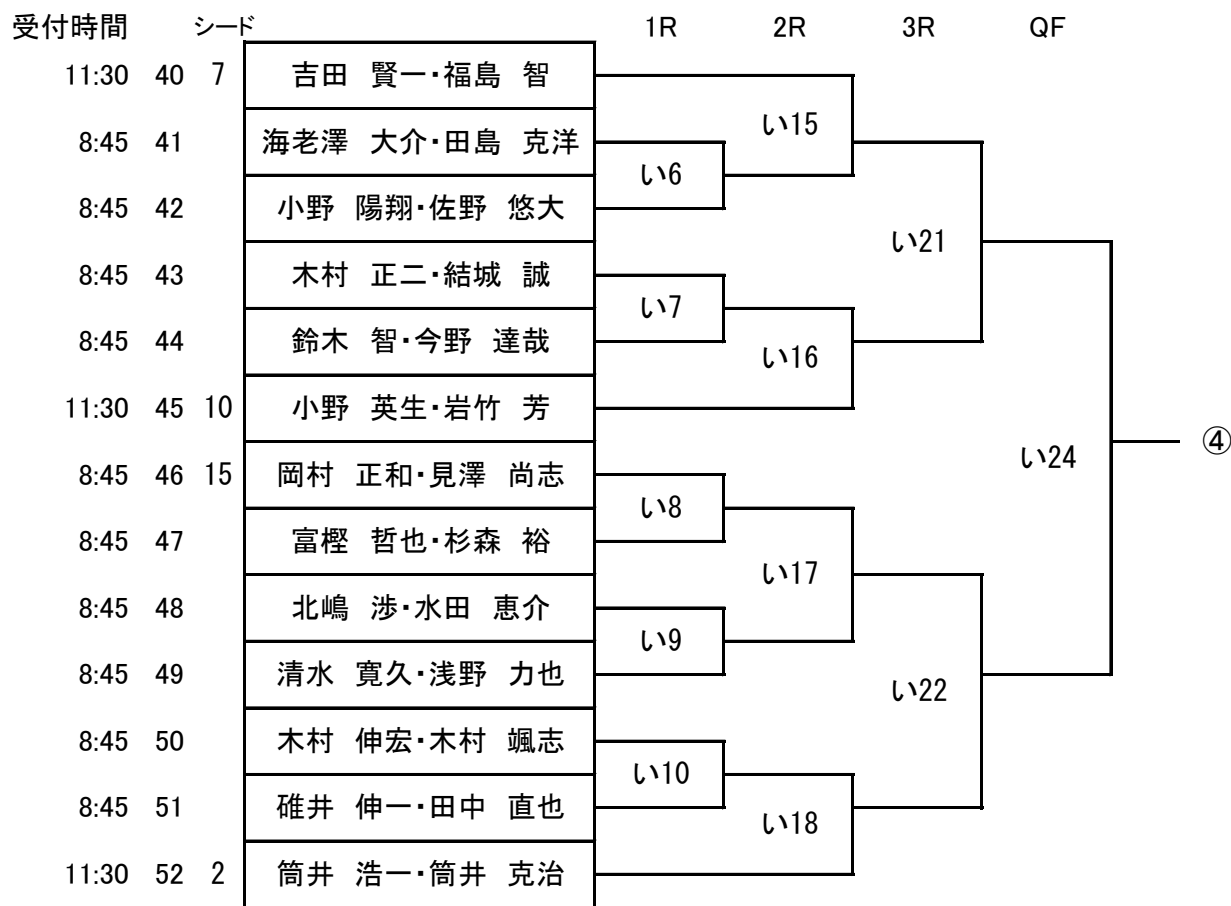 受付時間 シード 1R 2R 3R QF
11:30 40 7 吉田 賢一・福島 智
い15
8:45 41 海老澤 大介・田島 克洋
い6
8:45 42 小野 陽翔・佐野 悠大
い21
8:45 43 木村 正二・結城 誠
い7
8:45 44 鈴木 智・今野 達哉
い16
11:30 45 10 小野 英生・岩竹 芳
④
い24
8:45 46 15 岡村 正和・見澤 尚志
い8
8:45 47 富樫 哲也・杉森 裕
い17
8:45 48 北嶋 渉・水田 恵介
い9
8:45 49 清水 寛久・浅野 力也
い22
8:45 50 木村 伸宏・木村 颯志
い10
8:45 51 碓井 伸一・田中 直也
い18
11:30 52 2 筒井 浩一・筒井 克治